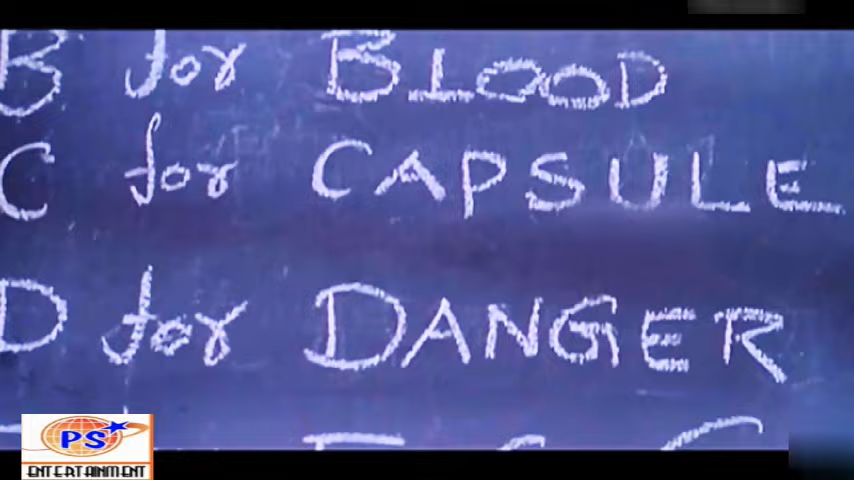 B for BLOOD
C for CAPSULE
D for DANGER
PS
ENTERTAINMENT